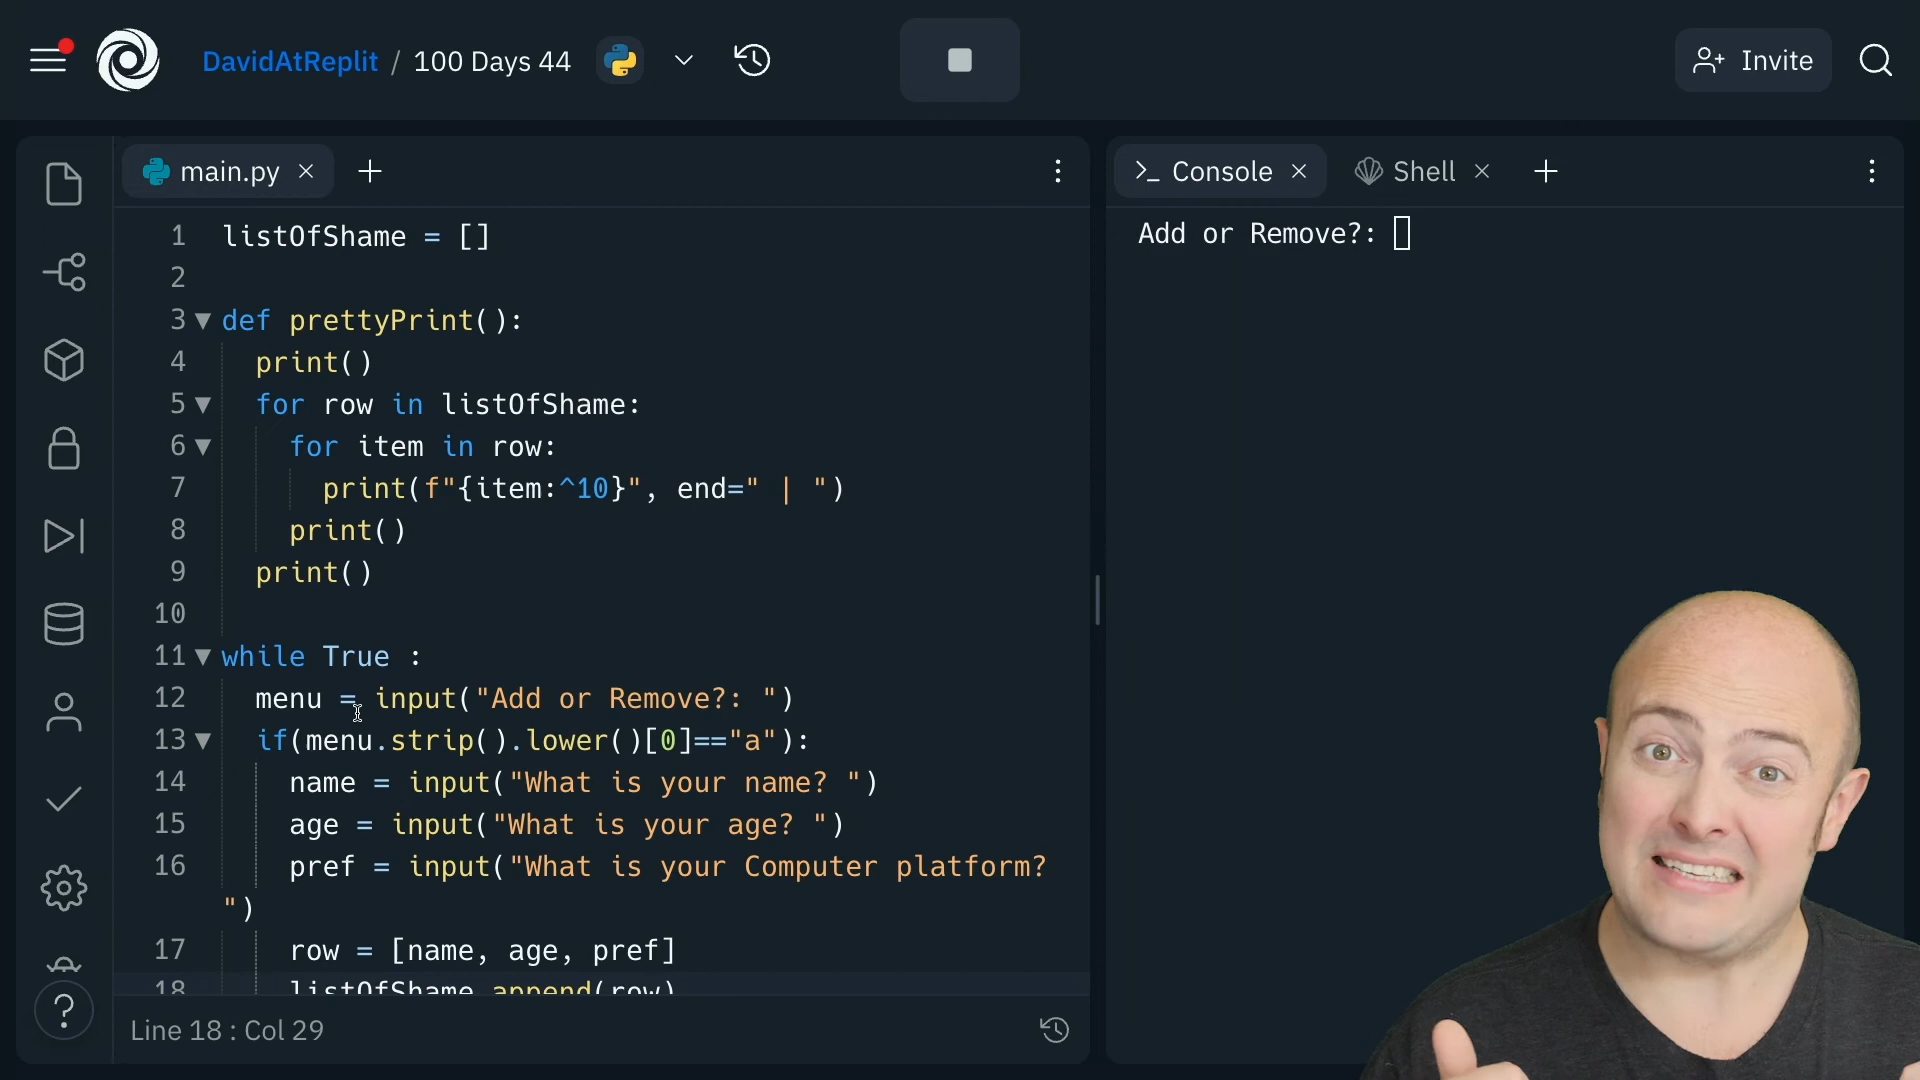 DavidAtReplit / 100 Days 44
Invite
main.py
Console
Shell
1 listOfShame = []
2
3 def prettyPrint():
4 print()
5 for row in listOfShame:
6 for item in row:
7 print(f"{item:^10}", end=" | ")
8 print()
9 print()
10
11 while True :
12 menu = input("Add or Remove?: ")
13 if(menu.strip().lower()[0]=="a"):
14 name = input("What is your name? ")
15 age = input("What is your age? ")
16 pref = input("What is your Computer platform?
")
17 row = [name, age, pref]
18 listOfShame.append(row)
Line 18 : Col 29
Add or Remove?: